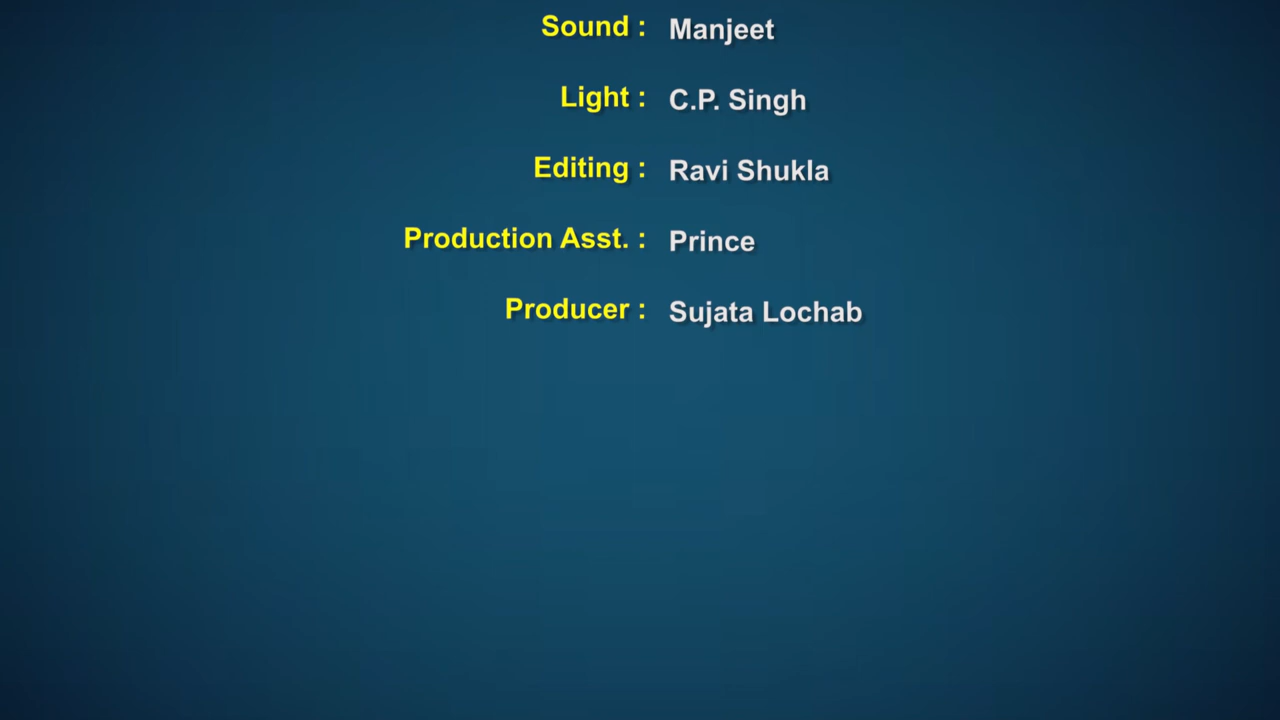 Sound : Manjeet
Light : C.P. Singh
Editing : Ravi Shukla
Production Asst. : Prince
Producer : Sujata Lochab